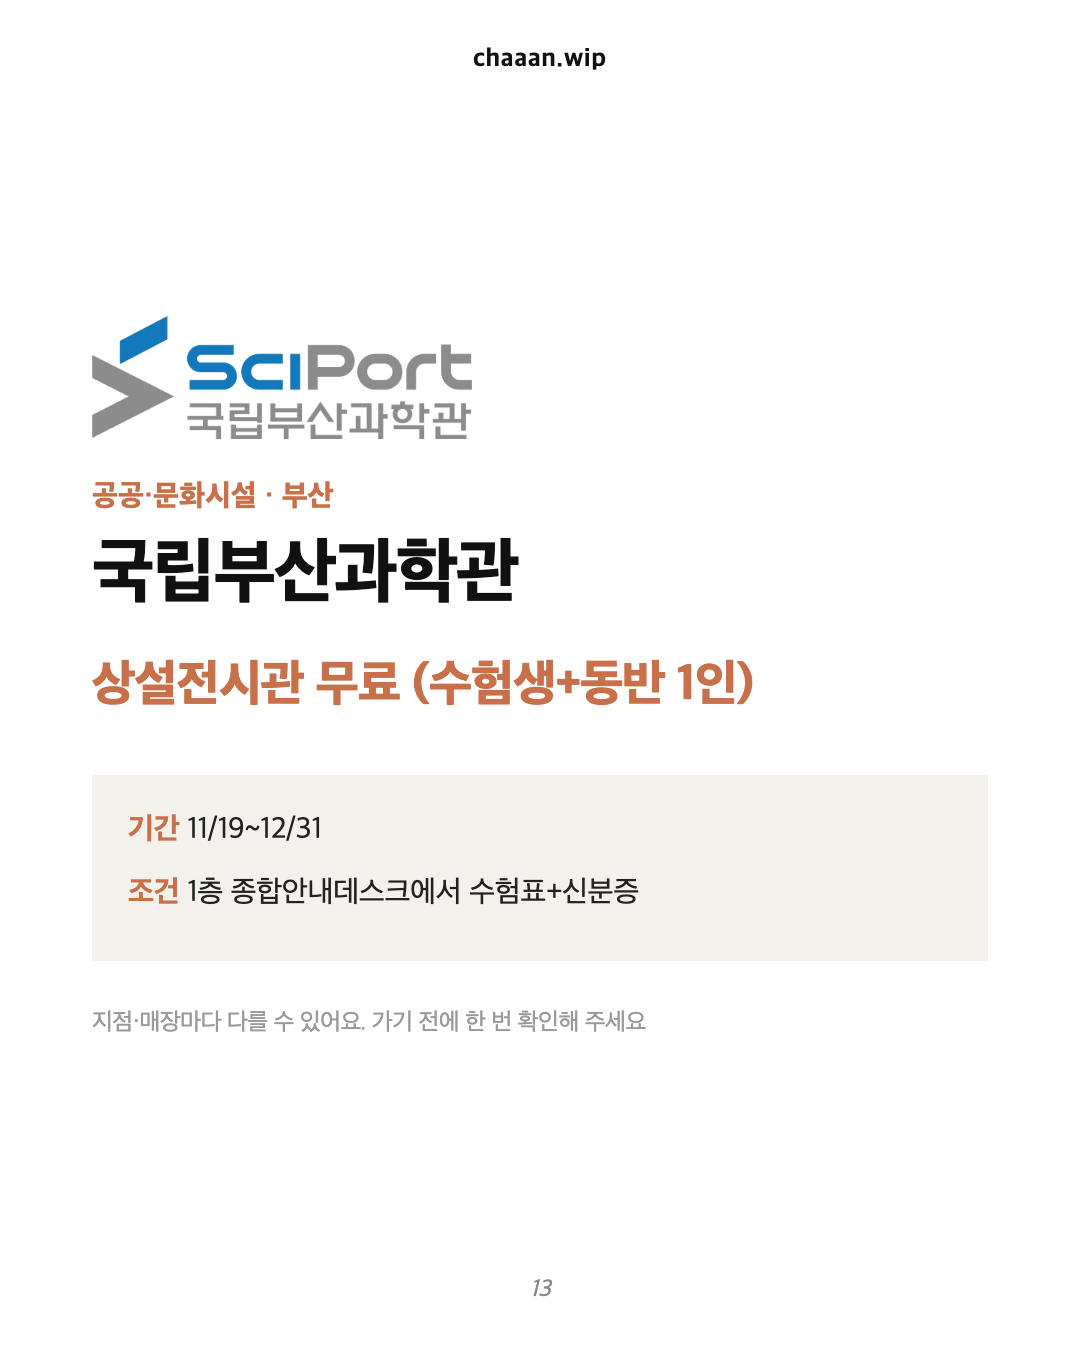 chaaan.wip
SciPort
국립부산과학관
공공·문화시설 · 부산
국립부산과학관
상설전시관 무료 (수험생+동반 1인)
기간 11/19~12/31
조건 1층 종합안내데스크에서 수험표+신분증
지점·매장마다 다를 수 있어요. 가기 전에 한 번 확인해 주세요
13